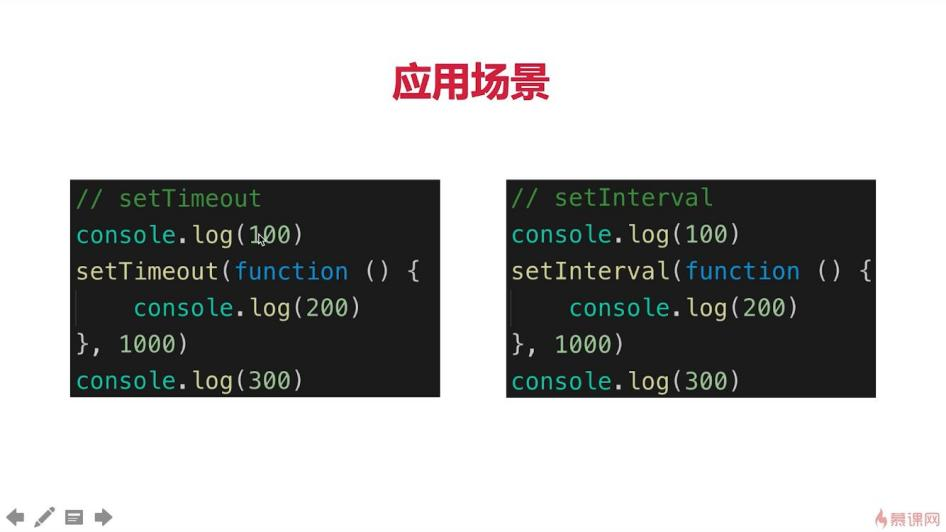 应用场景
// setTimeout
console.log(100)
setTimeout(function () {
    console.log(200)
}, 1000)
console.log(300)
// setInterval
console.log(100)
setInterval(function () {
    console.log(200)
}, 1000)
console.log(300)
慕课网